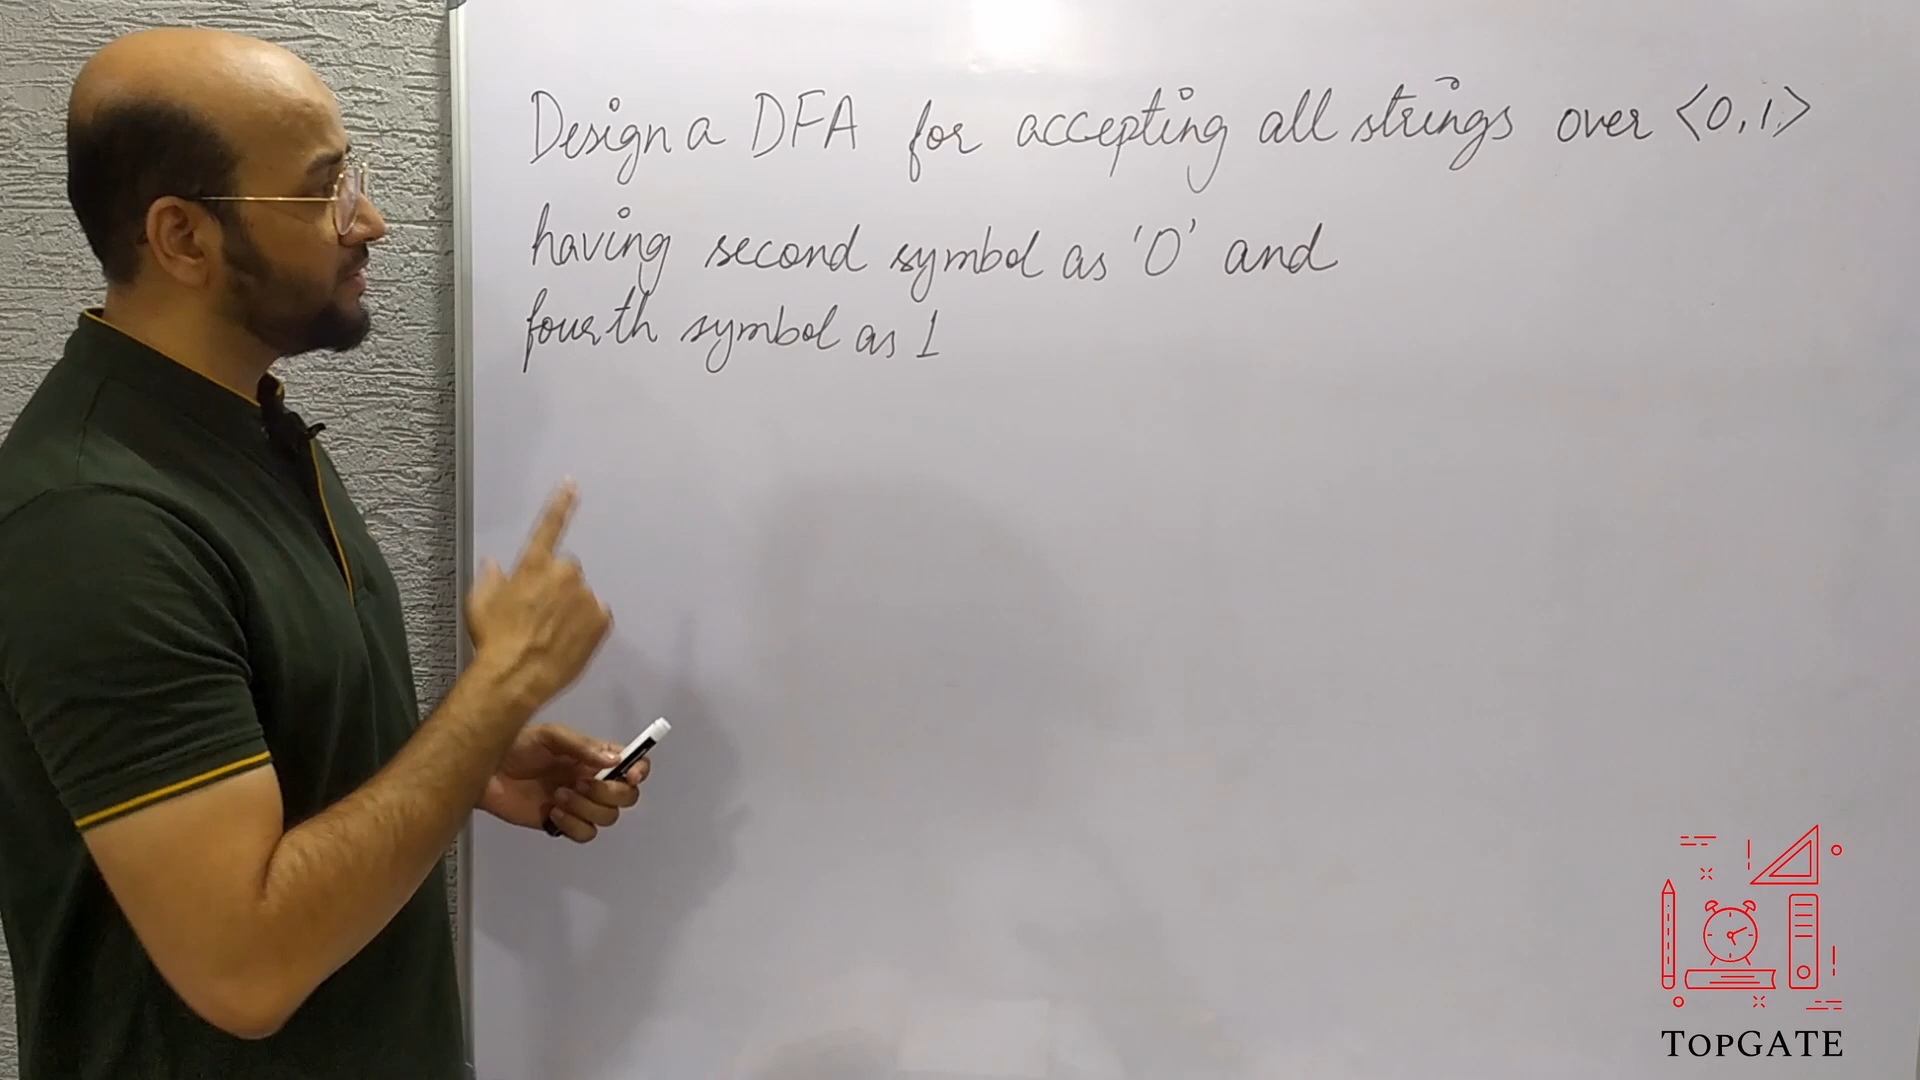 Design a DFA for accepting all strings over <0,1>
having second symbol as '0' and
fourth symbol as 1
TOPGATE